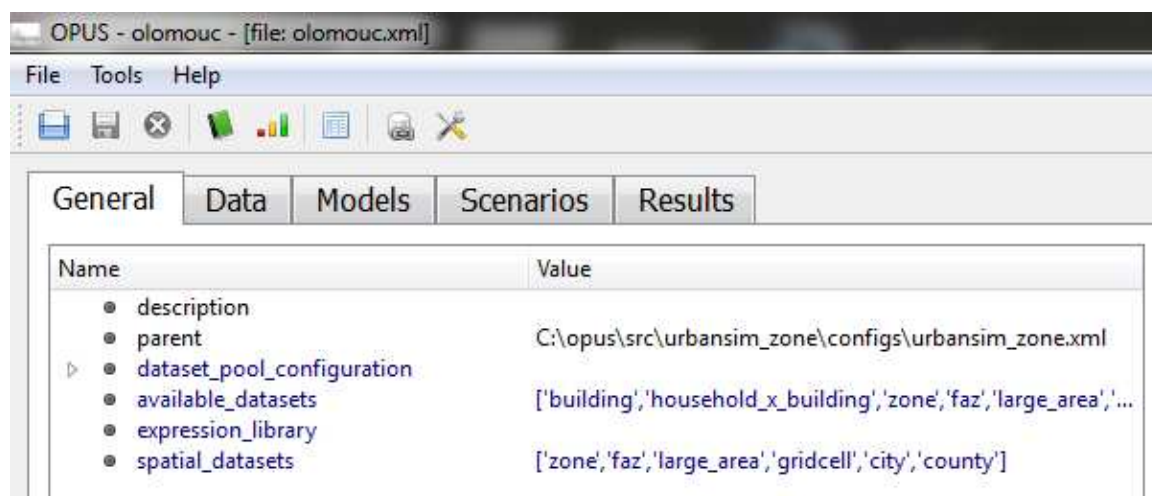 OPUS - olomouc - [file: olomouc.xml]
File Tools Help
General Data Models Scenarios Results
Name Value
description
parent C:\opus\src\urbansim_zone\configs\urbansim_zone.xml
dataset_pool_configuration
available_datasets ['building','household_x_building','zone','faz','large_area','...
expression_library
spatial_datasets ['zone','faz','large_area','gridcell','city','county']